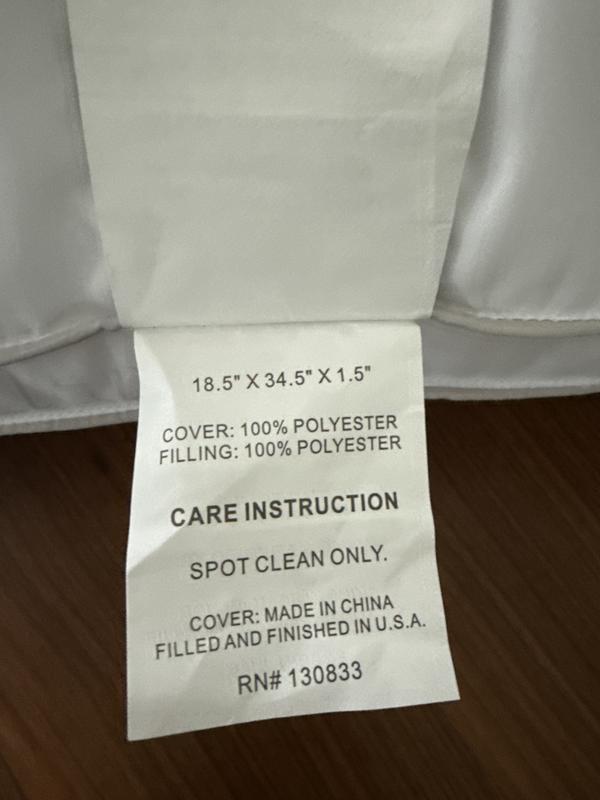 18.5" X 34.5" X 1.5"
COVER: 100% POLYESTER
FILLING: 100% POLYESTER
CARE INSTRUCTION
SPOT CLEAN ONLY.
COVER: MADE IN CHINA
FILLED AND FINISHED IN U.S.A.
RN# 130833